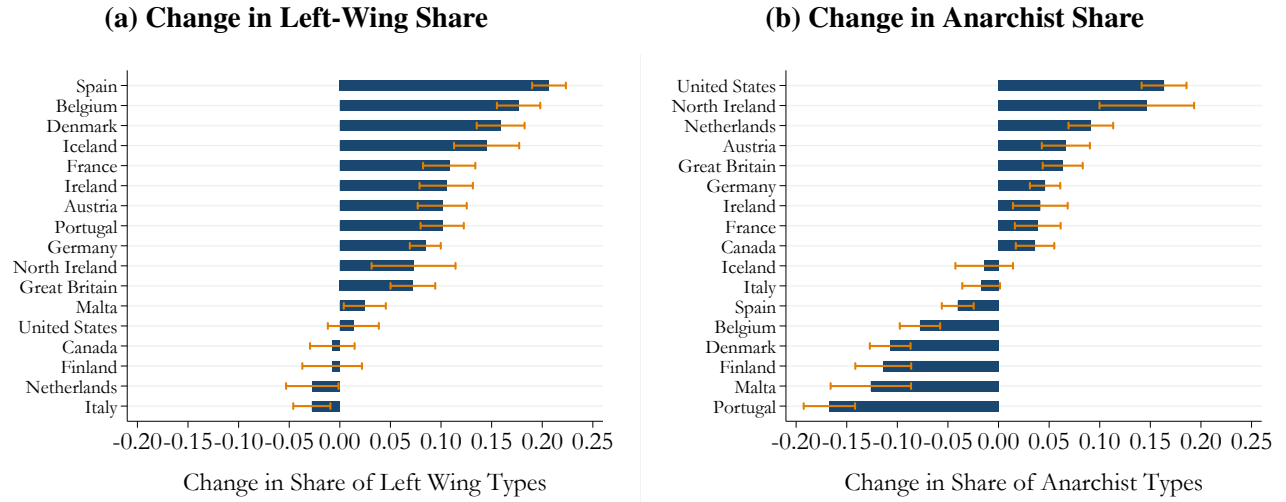 (a) Change in Left-Wing Share
Spain
Belgium
Denmark
Iceland
France
Ireland
Austria
Portugal
Germany
North Ireland
Great Britain
Malta
United States
Canada
Finland
Netherlands
Italy
-0.20 -0.15 -0.10 -0.05 0.00 0.05 0.10 0.15 0.20 0.25
Change in Share of Left Wing Types
(b) Change in Anarchist Share
United States
North Ireland
Netherlands
Austria
Great Britain
Germany
Ireland
France
Canada
Iceland
Italy
Spain
Belgium
Denmark
Finland
Malta
Portugal
-0.20 -0.15 -0.10 -0.05 0.00 0.05 0.10 0.15 0.20 0.25
Change in Share of Anarchist Types